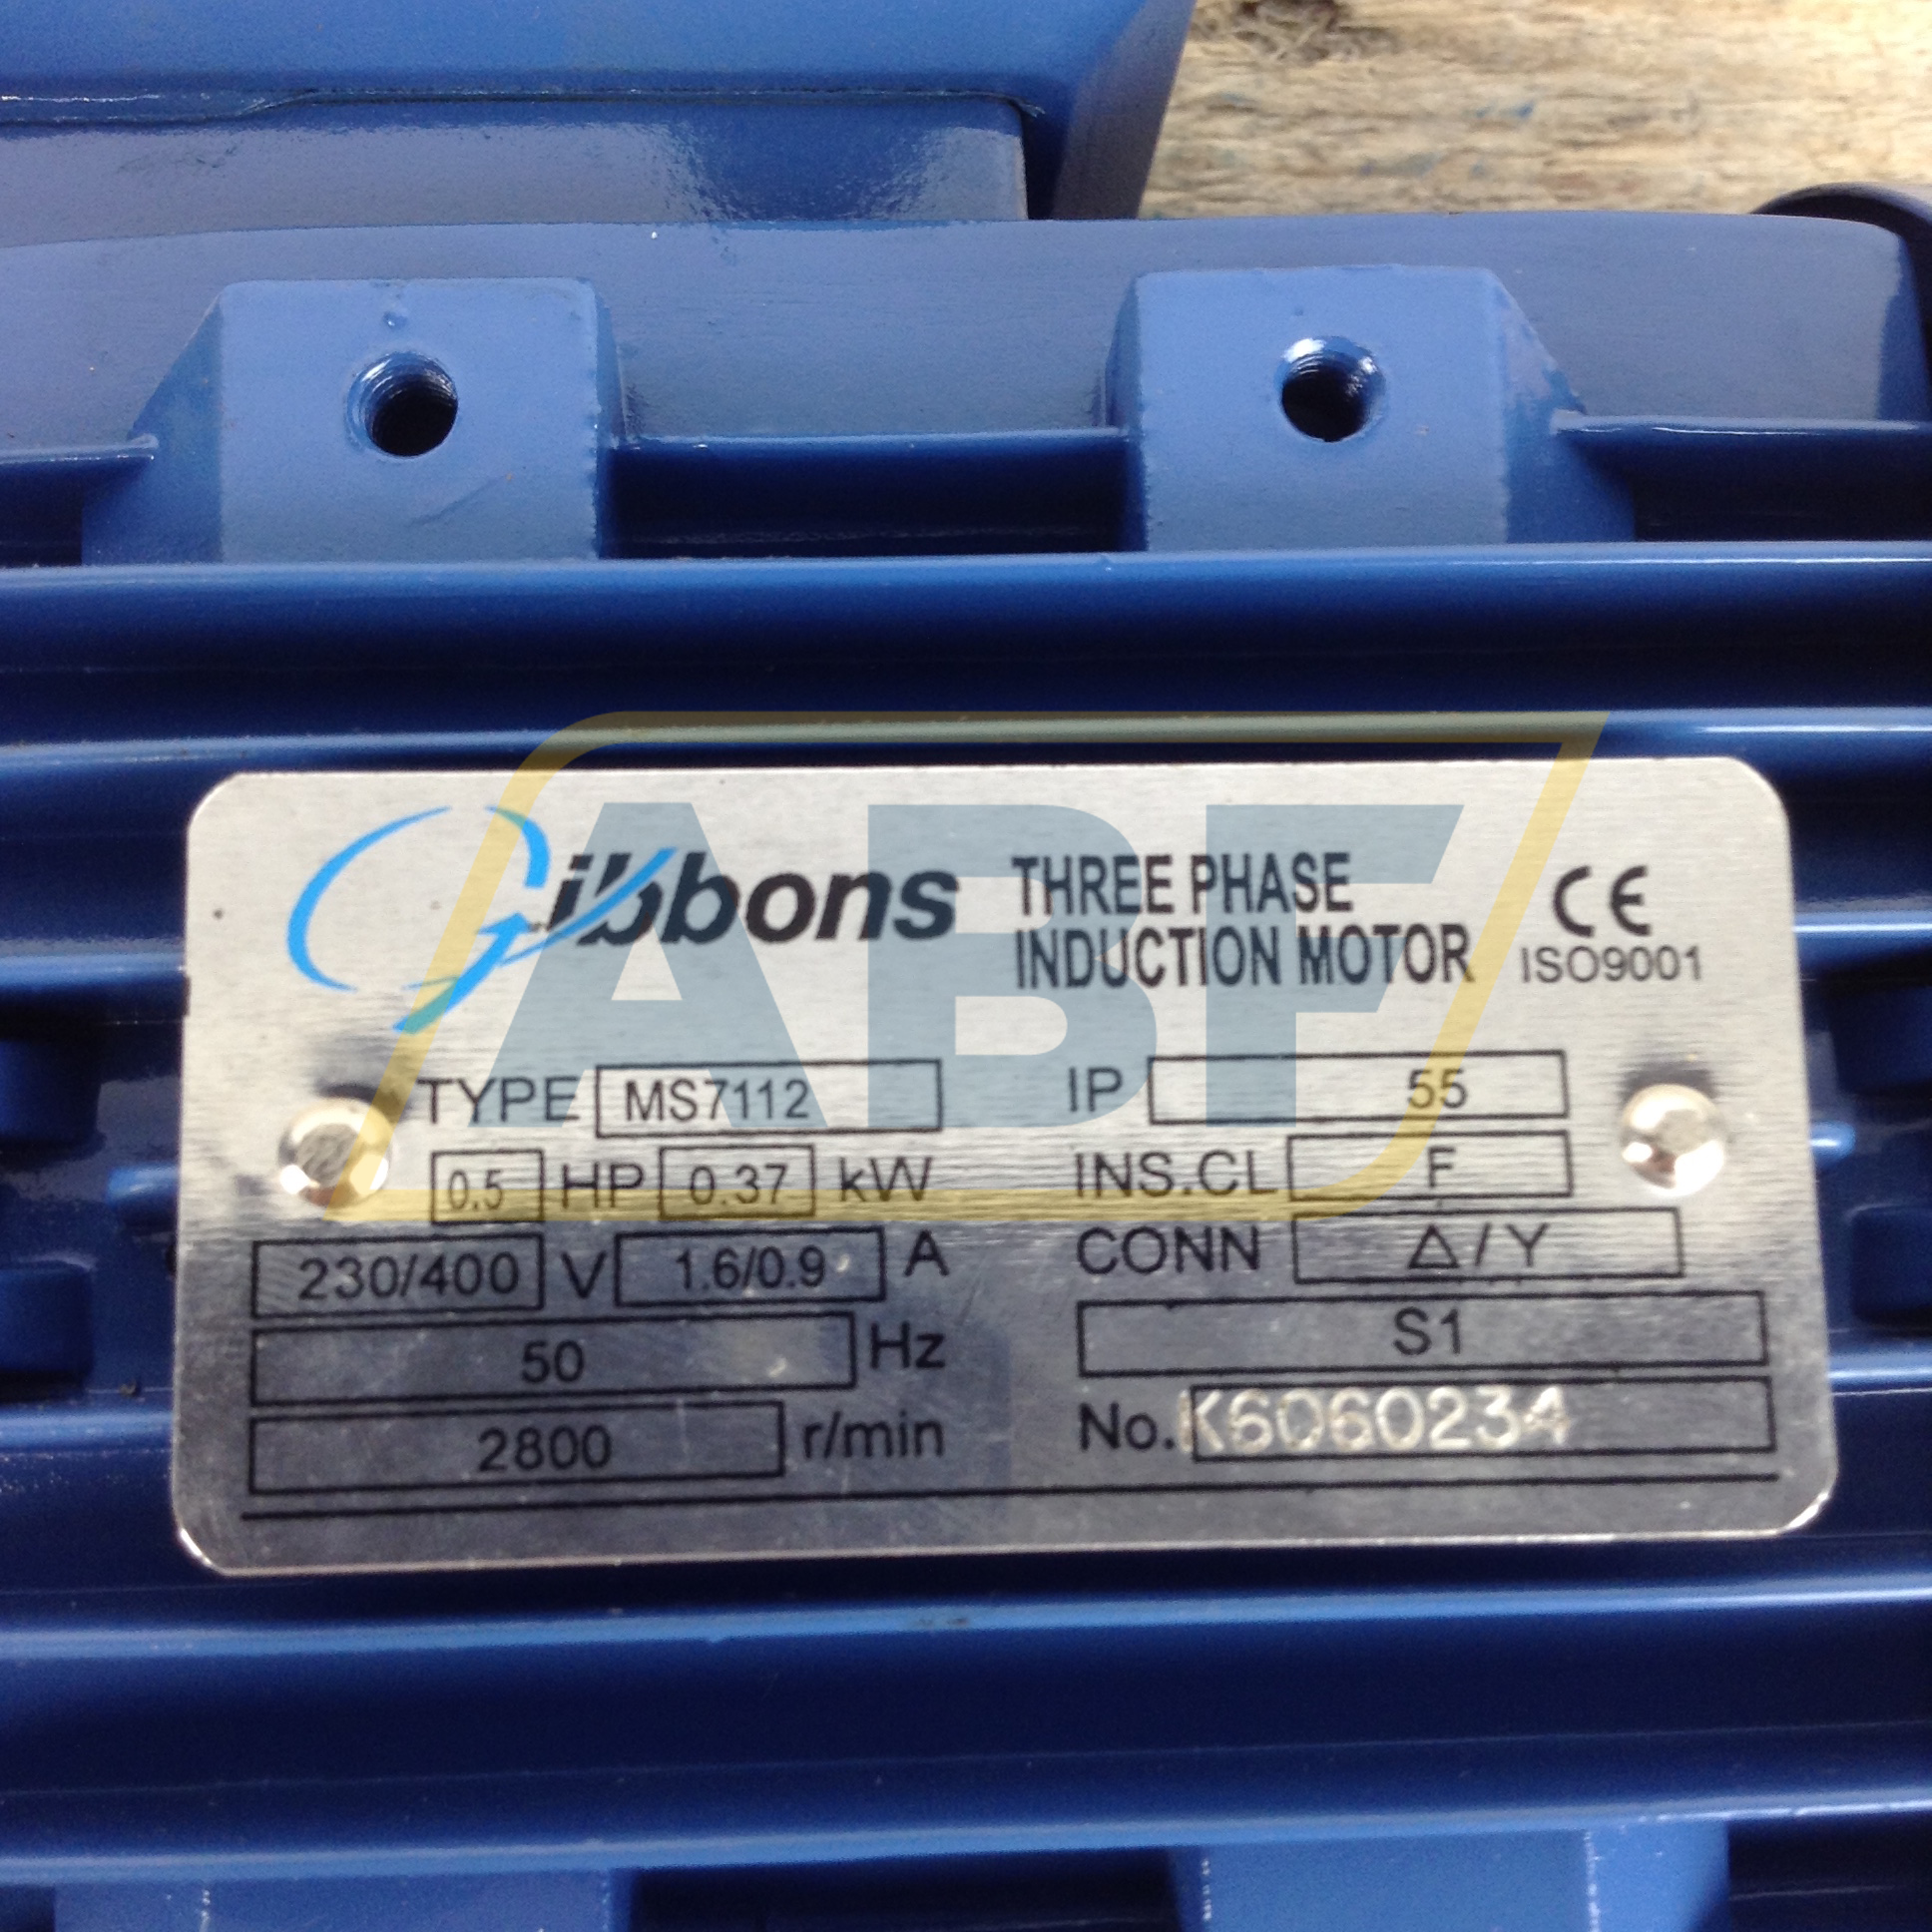 Gibbons THREE PHASE INDUCTION MOTOR CE ISO9001
ABF
TYPE MS7112 IP 55
0.5 HP 0.37 kW INS.CL F
230/400 V 1.6/0.9 A CONN △/Y
50 Hz S1
2800 r/min No. K6060234